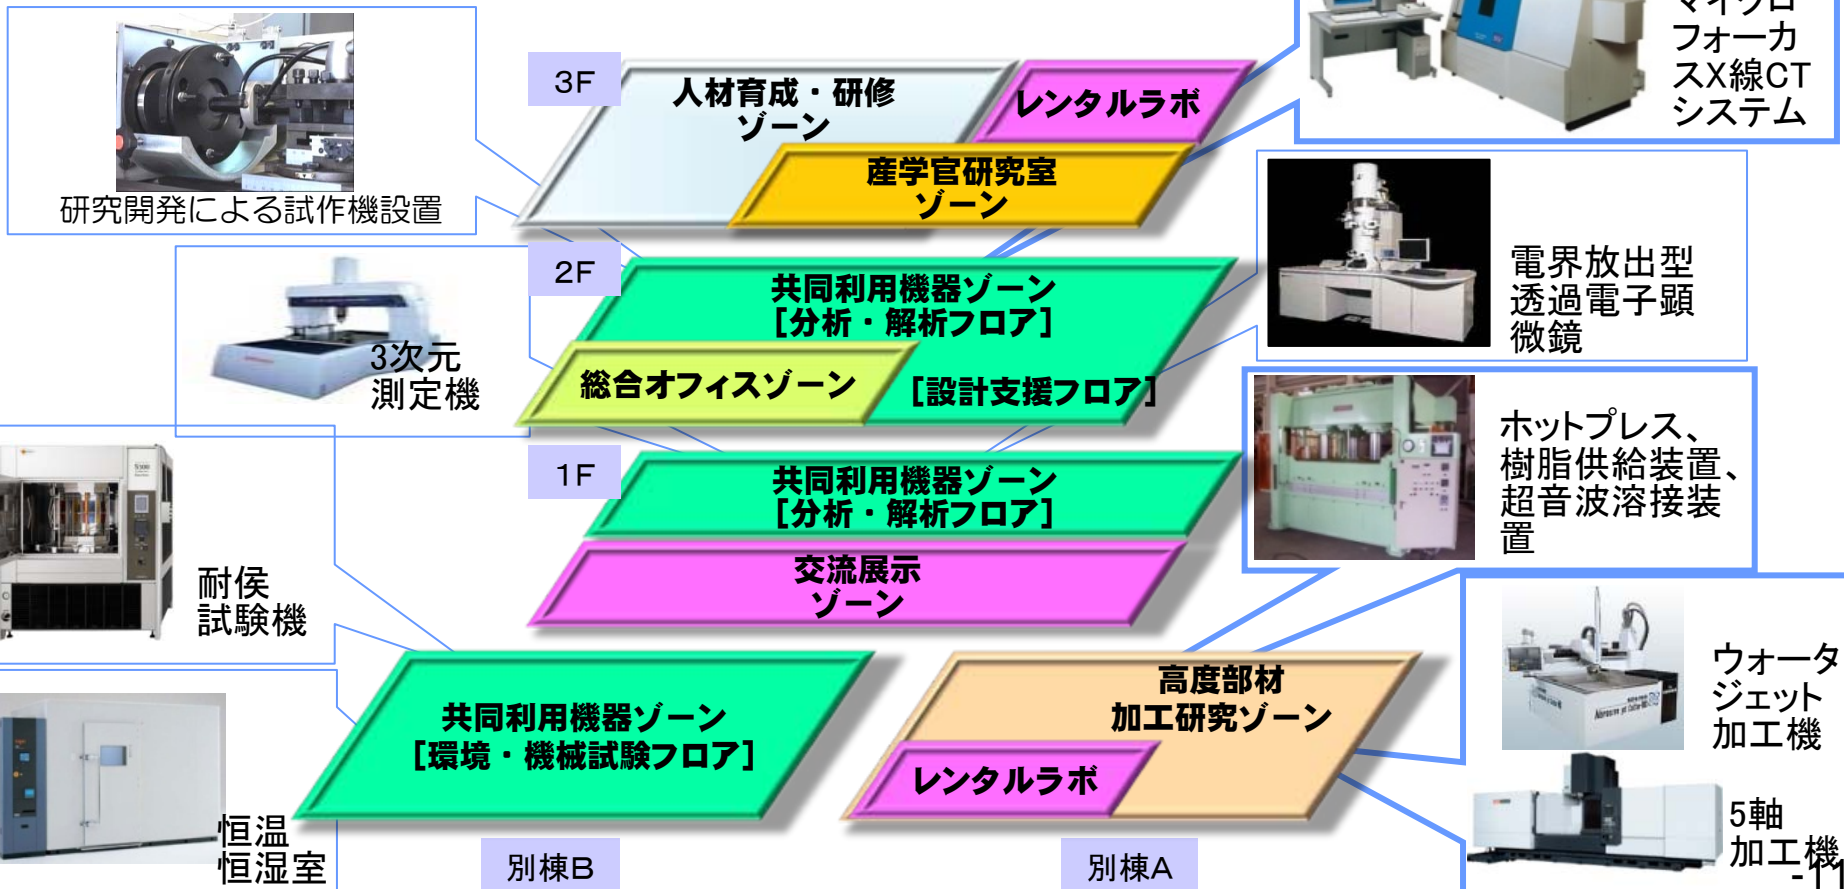 3F
人材育成・研修
ゾーン
レンタルラボ
産学官研究室
ゾーン
マイクロ
フォーカ
スX線CT
システム
研究開発による試作機設置
2F
共同利用機器ゾーン
[分析・解析フロア]
総合オフィスゾーン
[設計支援フロア]
電界放出型
透過電子顕
微鏡
3次元
測定機
1F
共同利用機器ゾーン
[分析・解析フロア]
交流展示
ゾーン
ホットプレス、
樹脂供給装置、
超音波溶接装
置
耐侯
試験機
共同利用機器ゾーン
[環境・機械試験フロア]
高度部材
加工研究ゾーン
レンタルラボ
ウォータ
ジェット
加工機
5軸
加工機
恒温
恒湿室
別棟B
別棟A
-11